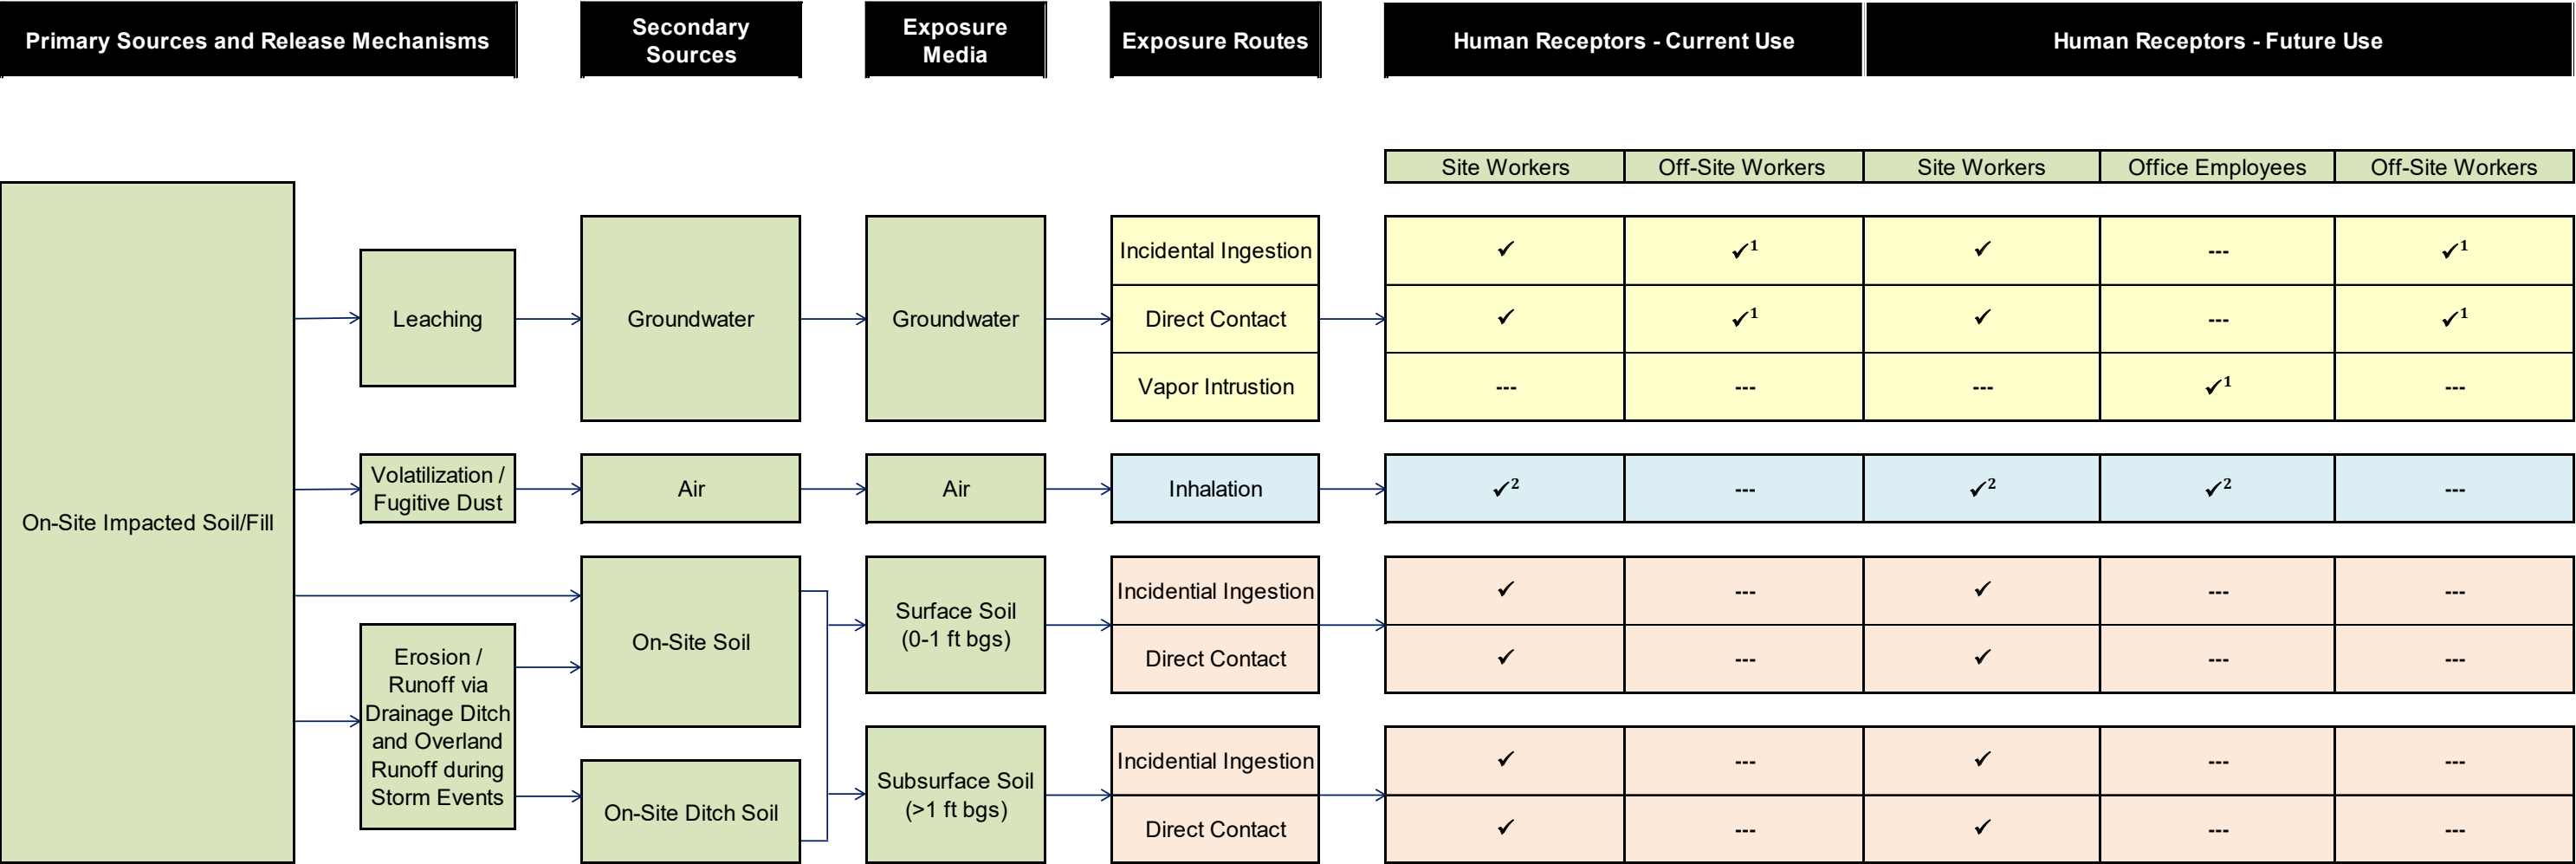 Primary Sources and Release Mechanisms
Secondary
Sources
Exposure
Media
Exposure Routes
Human Receptors - Current Use
Human Receptors - Future Use
Site Workers
Off-Site Workers
Site Workers
Office Employees
Off-Site Workers
On-Site Impacted Soil/Fill
Leaching
Groundwater
Groundwater
Incidental Ingestion
✓
✓1
✓
---
✓1
Direct Contact
✓
✓1
✓
---
✓1
Vapor Intrustion
---
---
---
✓1
---
Volatilization /
Fugitive Dust
Air
Air
Inhalation
✓2
---
✓2
✓2
---
Erosion /
Runoff via
Drainage Ditch
and Overland
Runoff during
Storm Events
On-Site Soil
On-Site Ditch Soil
Surface Soil
(0-1 ft bgs)
Incidential Ingestion
✓
---
✓
---
---
Direct Contact
✓
---
✓
---
---
Subsurface Soil
(>1 ft bgs)
Incidential Ingestion
✓
---
✓
---
---
Direct Contact
✓
---
✓
---
---